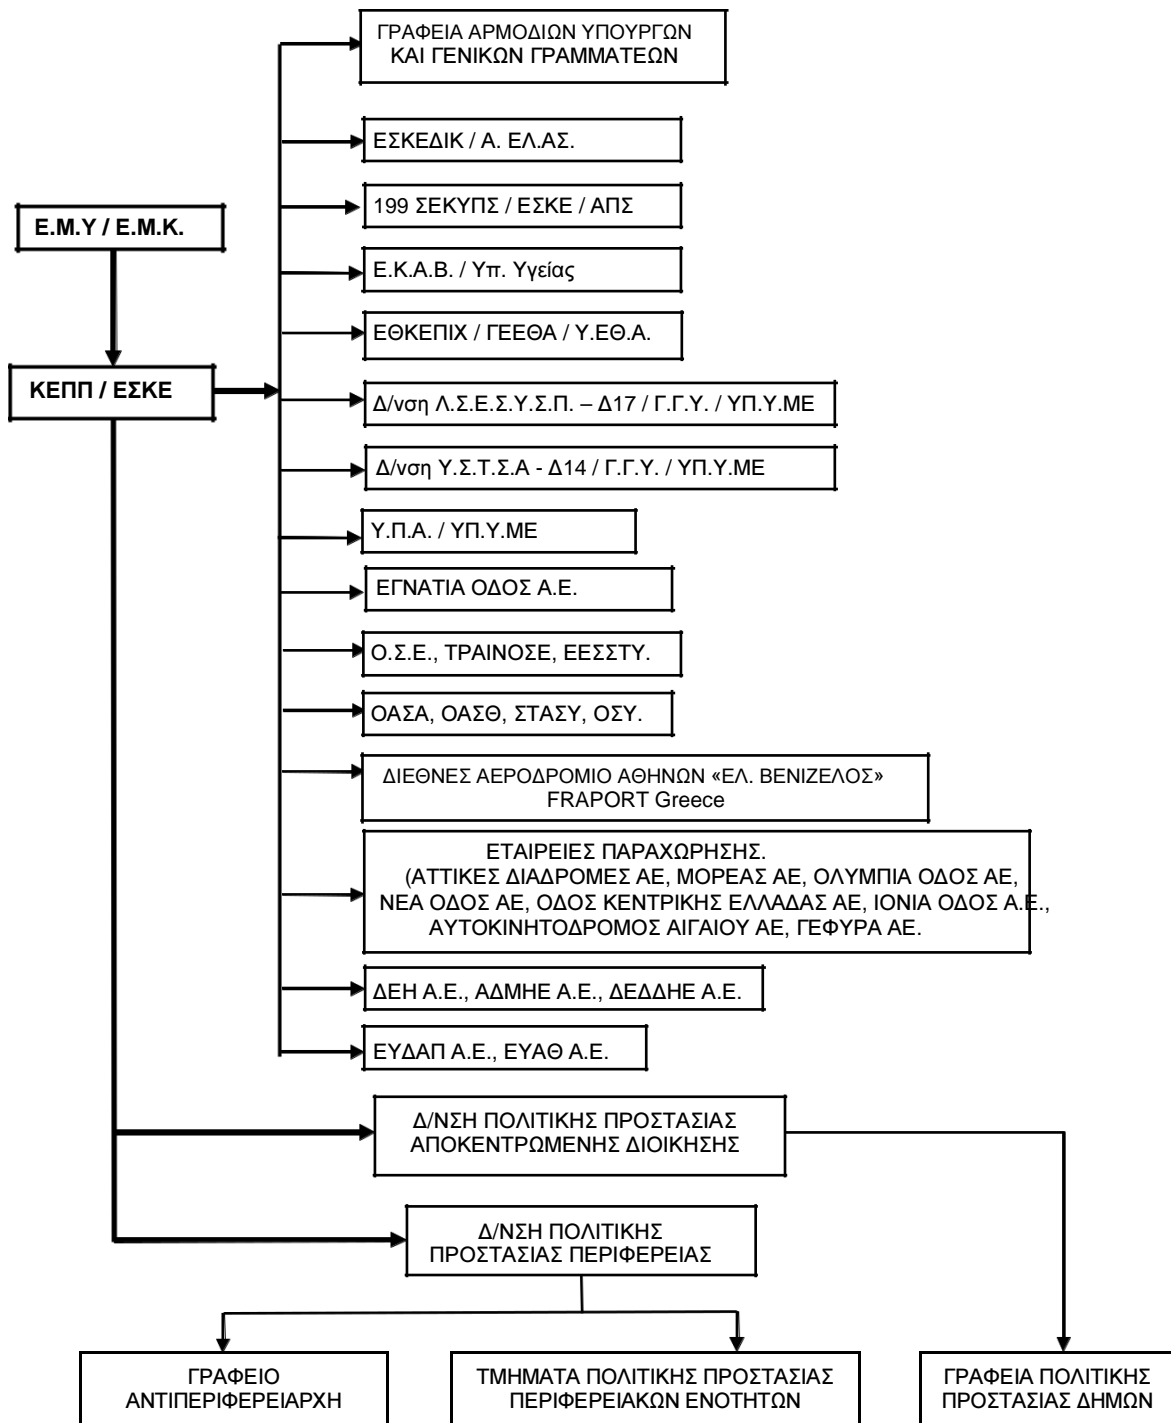 ΓΡΑΦΕΙΑ ΑΡΜΟΔΙΩΝ ΥΠΟΥΡΓΩΝ
ΚΑΙ ΓΕΝΙΚΩΝ ΓΡΑΜΜΑΤΕΩΝ
ΕΣΚΕΔΙΚ / Α. ΕΛ.ΑΣ.
199 ΣΕΚΥΠΣ / ΕΣΚΕ / ΑΠΣ
Ε.Μ.Υ / Ε.Μ.Κ.
Ε.Κ.Α.Β. / Υπ. Υγείας
ΕΘΚΕΠΙΧ / ΓΕΕΘΑ / Υ.ΕΘ.Α.
ΚΕΠΠ / ΕΣΚΕ
Δ/νση Λ.Σ.Ε.Σ.Υ.Σ.Π. – Δ17 / Γ.Γ.Υ. / ΥΠ.Υ.ΜΕ
Δ/νση Υ.Σ.Τ.Σ.Α - Δ14 / Γ.Γ.Υ. / ΥΠ.Υ.ΜΕ
Υ.Π.Α. / ΥΠ.Υ.ΜΕ
ΕΓΝΑΤΙΑ ΟΔΟΣ Α.Ε.
Ο.Σ.Ε., ΤΡΑΙΝΟΣΕ, ΕΕΣΣΤΥ.
ΟΑΣΑ, ΟΑΣΘ, ΣΤΑΣΥ, ΟΣΥ.
ΔΙΕΘΝΕΣ ΑΕΡΟΔΡΟΜΙΟ ΑΘΗΝΩΝ «ΕΛ. ΒΕΝΙΖΕΛΟΣ»
FRAPORT Greece
ΕΤΑΙΡΕΙΕΣ ΠΑΡΑΧΩΡΗΣΗΣ.
(ΑΤΤΙΚΕΣ ΔΙΑΔΡΟΜΕΣ ΑΕ, ΜΟΡΕΑΣ ΑΕ, ΟΛΥΜΠΙΑ ΟΔΟΣ ΑΕ,
ΝΕΑ ΟΔΟΣ ΑΕ, ΟΔΟΣ ΚΕΝΤΡΙΚΗΣ ΕΛΛΑΔΑΣ ΑΕ, ΙΟΝΙΑ ΟΔΟΣ Α.Ε.,
ΑΥΤΟΚΙΝΗΤΟΔΡΟΜΟΣ ΑΙΓΑΙΟΥ ΑΕ, ΓΕΦΥΡΑ ΑΕ.
ΔΕΗ Α.Ε., ΑΔΜΗΕ Α.Ε., ΔΕΔΔΗΕ Α.Ε.
ΕΥΔΑΠ Α.Ε., ΕΥΑΘ Α.Ε.
Δ/ΝΣΗ ΠΟΛΙΤΙΚΗΣ ΠΡΟΣΤΑΣΙΑΣ
ΑΠΟΚΕΝΤΡΩΜΕΝΗΣ ΔΙΟΙΚΗΣΗΣ
Δ/ΝΣΗ ΠΟΛΙΤΙΚΗΣ
ΠΡΟΣΤΑΣΙΑΣ ΠΕΡΙΦΕΡΕΙΑΣ
ΓΡΑΦΕΙΟ
ΑΝΤΙΠΕΡΙΦΕΡΕΙΑΡΧΗ
ΤΜΗΜΑΤΑ ΠΟΛΙΤΙΚΗΣ ΠΡΟΣΤΑΣΙΑΣ
ΠΕΡΙΦΕΡΕΙΑΚΩΝ ΕΝΟΤΗΤΩΝ
ΓΡΑΦΕΙΑ ΠΟΛΙΤΙΚΗΣ
ΠΡΟΣΤΑΣΙΑΣ ΔΗΜΩΝ